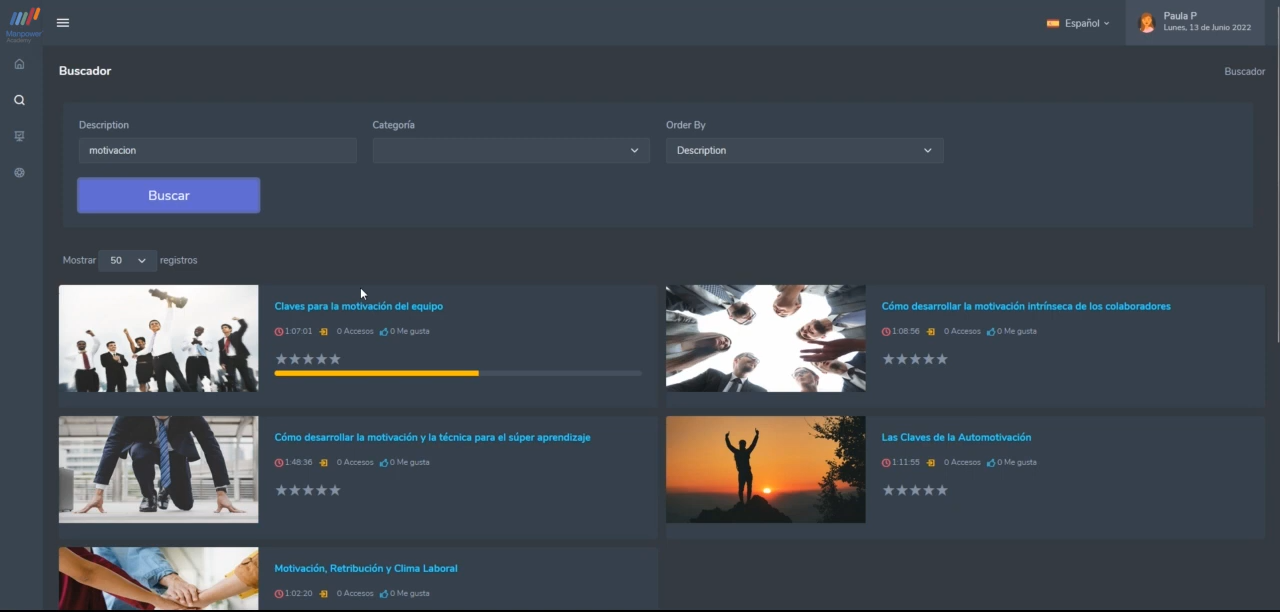 Manpower
Academy
Español
Paula P
Lunes, 13 de Junio 2022
Buscador
Buscador
Description
Categoría
Order By
motivacion
Description
Buscar
Mostrar 50 registros
Claves para la motivación del equipo
1:07:01 0 Accesos 0 Me gusta
Cómo desarrollar la motivación intrínseca de los colaboradores
1:08:56 0 Accesos 0 Me gusta
Cómo desarrollar la motivación y la técnica para el súper aprendizaje
1:48:36 0 Accesos 0 Me gusta
Las Claves de la Automotivación
1:11:55 0 Accesos 0 Me gusta
Motivación, Retribución y Clima Laboral
1:02:20 0 Accesos 0 Me gusta